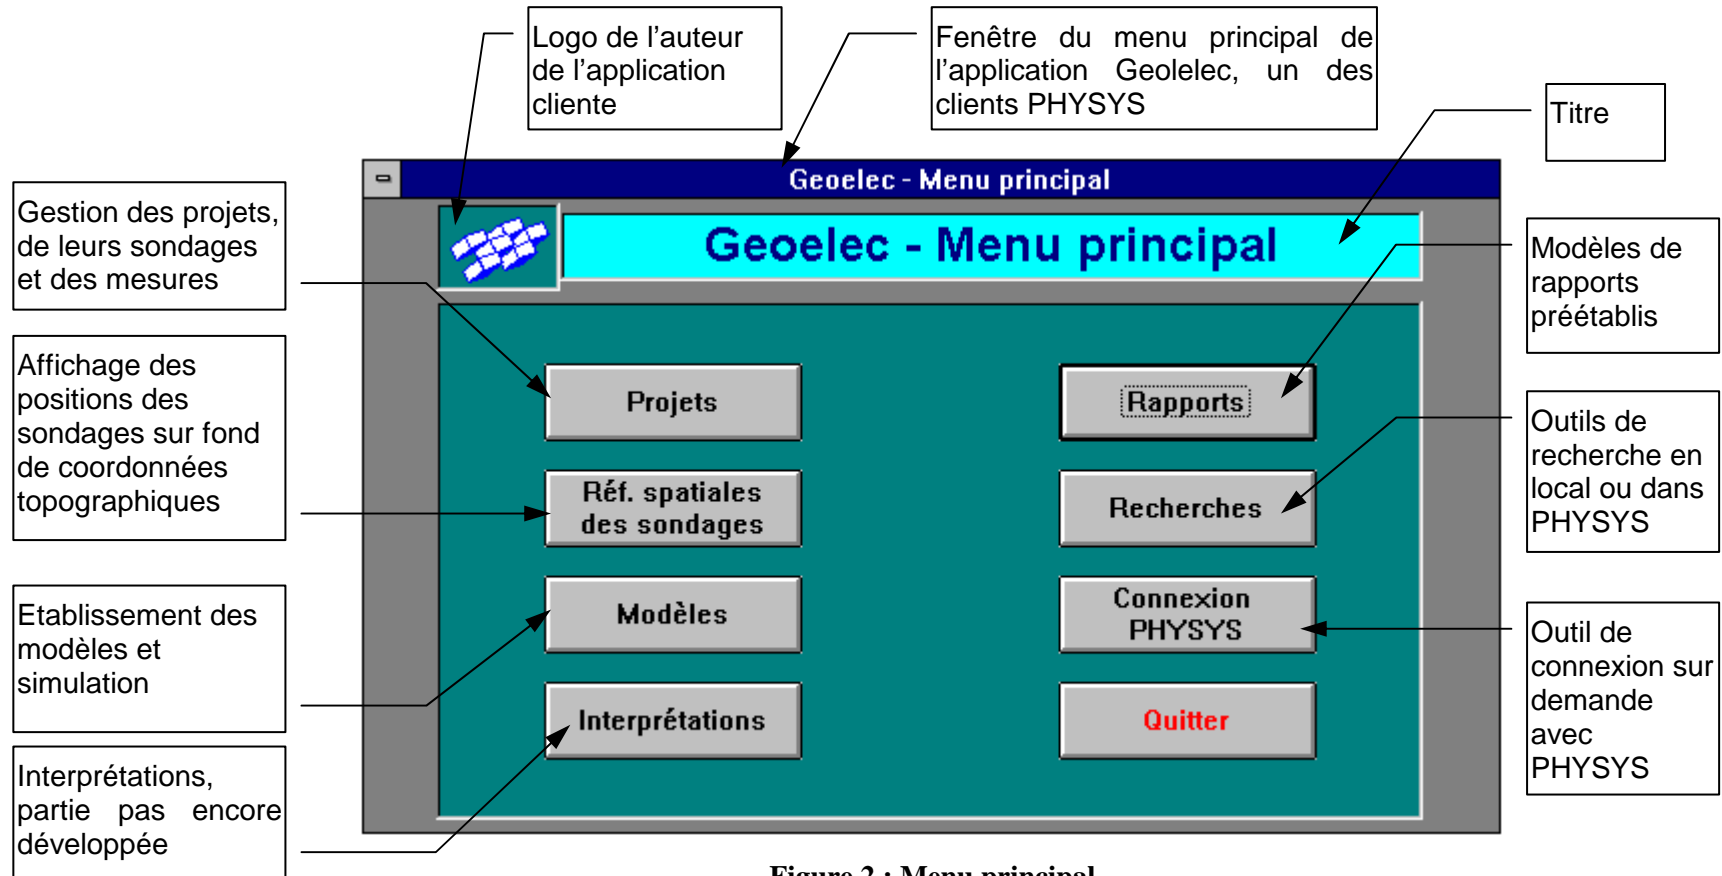 Logo de l'auteur
de l'application
cliente
Fenêtre du menu principal de
l'application Geolelec, un des
clients PHYSYS
Titre
Gestion des projets,
de leurs sondages
et des mesures
Affichage des
positions des
sondages sur fond
de coordonnées
topographiques
Etablissement des
modèles et
simulation
Interprétations,
partie pas encore
développée
Geoelec - Menu principal
Geoelec - Menu principal
Projets
Réf. spatiales
des sondages
Modèles
Interprétations
Rapports
Recherches
Connexion
PHYSYS
Quitter
Modèles de
rapports
préétablis
Outils de
recherche en
local ou dans
PHYSYS
Outil de
connexion sur
demande
avec
PHYSYS
Figure 2 : Menu principal